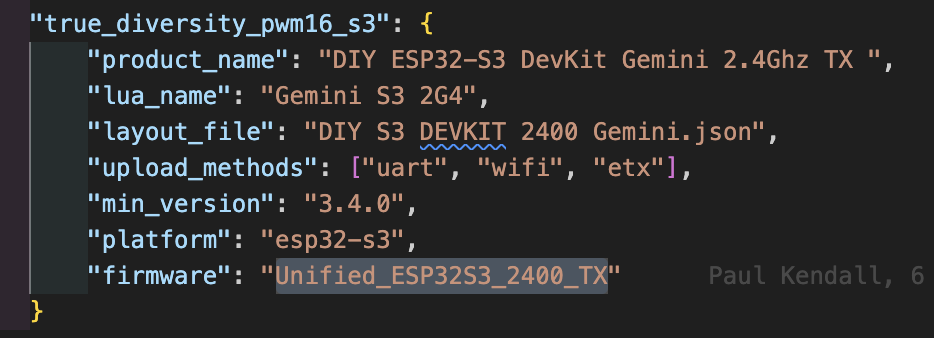 "true_diversity_pwm16_s3": {
"product_name": "DIY ESP32-S3 DevKit Gemini 2.4Ghz TX ",
"lua_name": "Gemini S3 2G4",
"layout_file": "DIY S3 DEVKIT 2400 Gemini.json",
"upload_methods": ["uart", "wifi", "etx"],
"min_version": "3.4.0",
"platform": "esp32-s3",
"firmware": "Unified_ESP32S3_2400_TX" Paul Kendall, 6
}